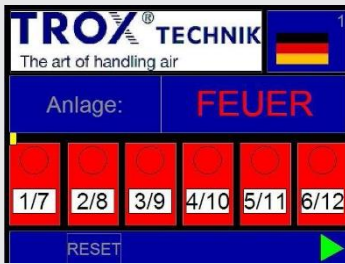 TROX® TECHNIK
The art of handling air
1
Anlage: FEUER
1/7 2/8 3/9 4/10 5/11 6/12
RESET